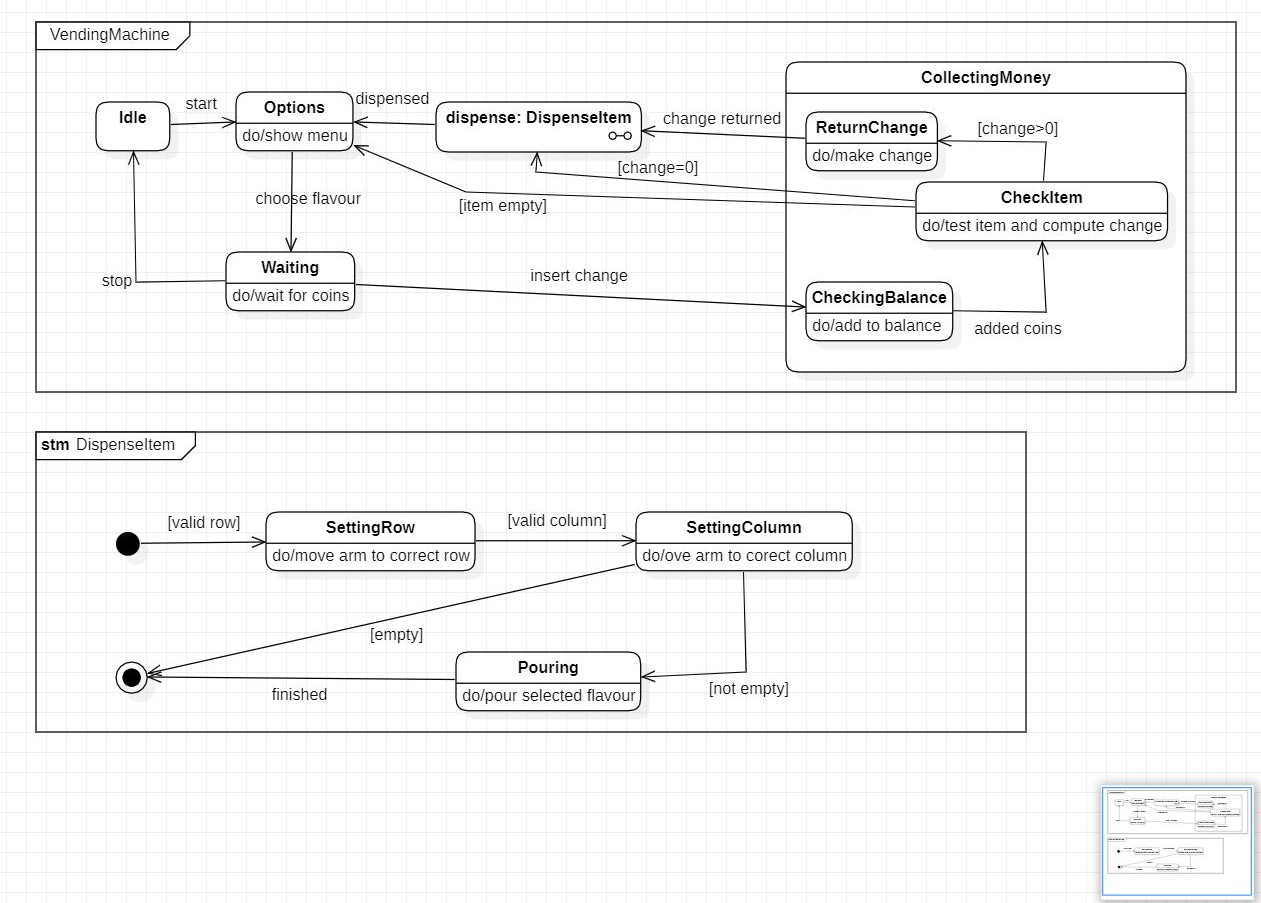 VendingMachine
CollectingMoney
Idle
start
Options
do/show menu
dispensed
dispense: DispenseItem
change returned
ReturnChange
do/make change
[change>0]
[change=0]
[item empty]
CheckItem
do/test item and compute change
choose flavour
stop
Waiting
do/wait for coins
insert change
CheckingBalance
do/add to balance
added coins
stm DispenseItem
[valid row]
SettingRow
do/move arm to correct row
[valid column]
SettingColumn
do/ove arm to corect column
[empty]
Pouring
do/pour selected flavour
finished
[not empty]